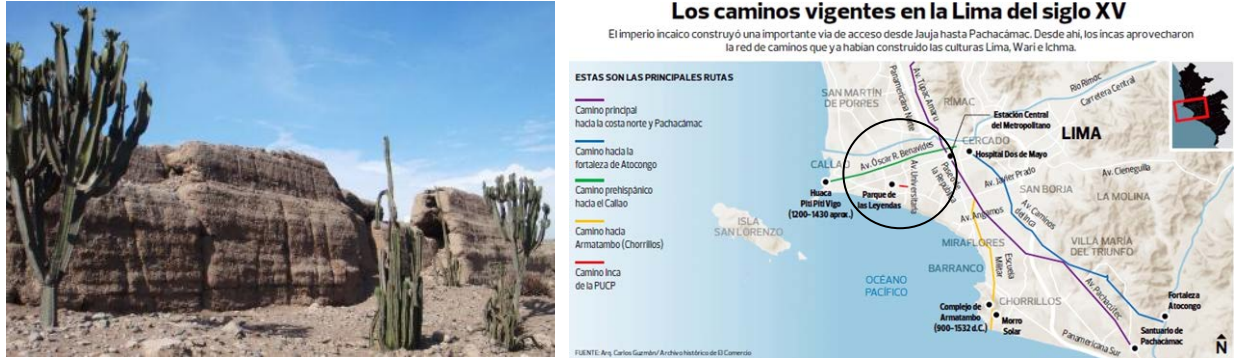 Los caminos vigentes en la Lima del siglo XV
El imperio incaico construyó una importante vía de acceso desde Jauja hasta Pachacámac. Desde ahí, los incas aprovecharon
la red de caminos que ya habían construido las culturas Lima, Wari e Ichma.
ESTAS SON LAS PRINCIPALES RUTAS
Camino principal
hacia la costa norte y Pachacámac
Camino hacia la
fortaleza de Atocongo
Camino prehispánico
hacia el Callao
Camino hacia
Armatambo (Chorrillos)
Camino Inca
de la PUCP
SAN MARTÍN
DE PORRES
Panamericana Norte
Av. Túpac Amaru
RÍMAC
Río Rímac
Carretera Central
Estación Central
del Metropolitano
LIMA
CERCADO
Hospital Dos de Mayo
CALLAO
Av. Óscar R. Benavides
Huaca
Piti Piti Vigo
(1200-1430 aprox.)
Parque de
las Leyendas
Av. Universitaria
Paseo de
la República
Av. Javier Prado
Av. Cieneguilla
SAN BORJA
LA MOLINA
Av. Angamos
Av. Caminos
del Inca
ISLA
SAN LORENZO
MIRAFLORES
VILLA MARÍA
DEL TRIUNFO
BARRANCO
Escuela
Militar
OCÉANO
PACÍFICO
CHORRILLOS
Av. Pachacútec
Complejo de
Armatambo
(900-1532 d.C.)
Morro
Solar
Fortaleza
Atocongo
Santuario de
Pachacámac
Panamericana Sur
N
FUENTE: Arq. Carlos Guzmán/ Archivo histórico de El Comercio